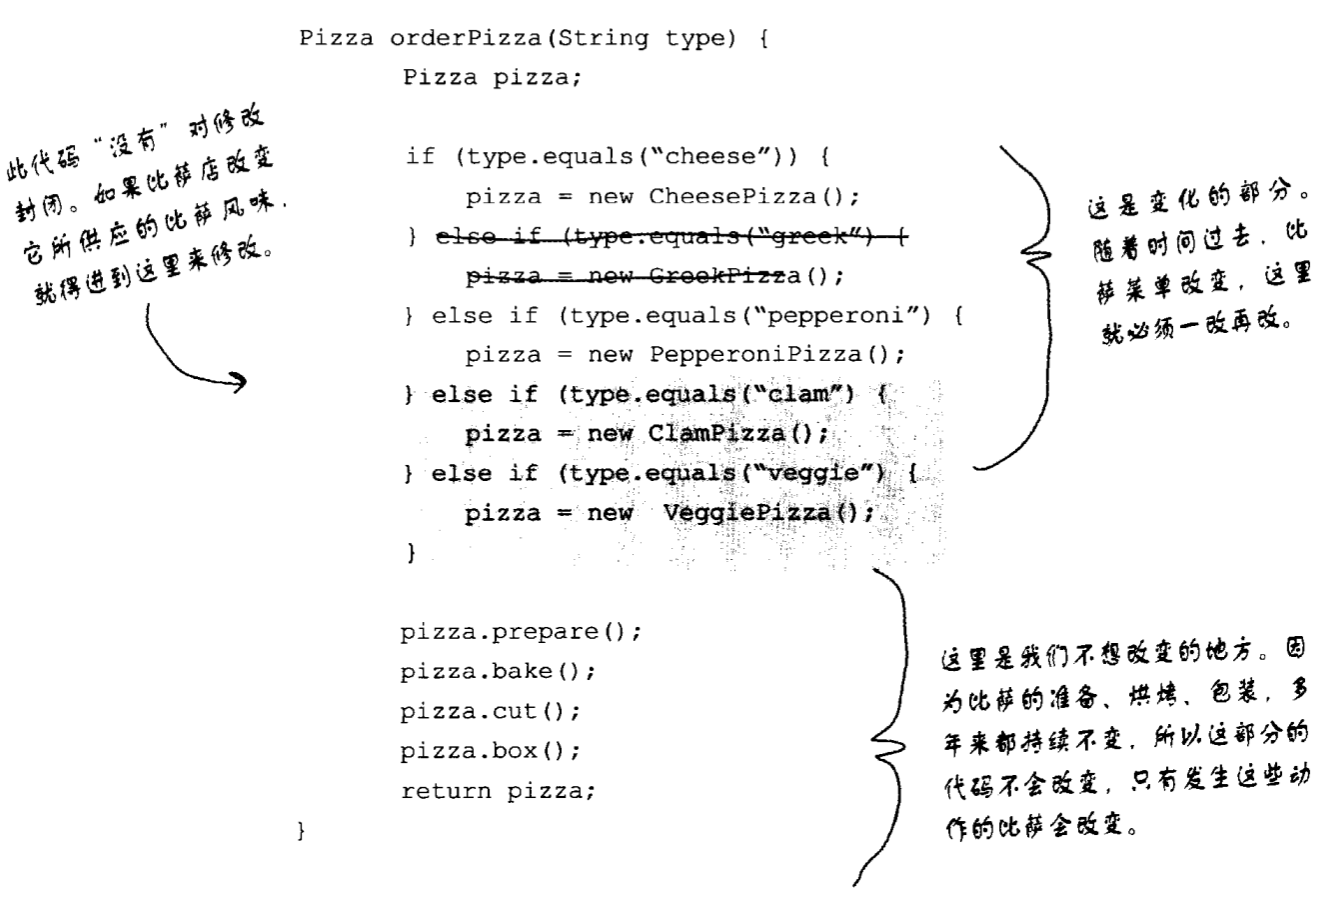 Pizza orderPizza(String type) {
Pizza pizza;
此代码“没有”对修改
封闭。如果比萨店改变
它所供应的比萨风味，
就得进到这里来修改。
if (type.equals("cheese")) {
pizza = new CheesePizza();
} else if (type.equals("greek") {
pizza = new GreekPizza();
} else if (type.equals("pepperoni") {
pizza = new PepperoniPizza();
} else if (type.equals("clam") {
pizza = new ClamPizza();
} else if (type.equals("veggie") {
pizza = new VeggiePizza();
}
这是变化的部分。
随着时间过去，比
萨菜单改变，这里
就必须一改再改。
pizza.prepare();
pizza.bake();
pizza.cut();
pizza.box();
return pizza;
}
这里是我们不想改变的地方。因
为比萨的准备、烘烤、包装，多
年来都持续不变，所以这部分的
代码不会改变，只有发生这些动
作的比萨会改变。